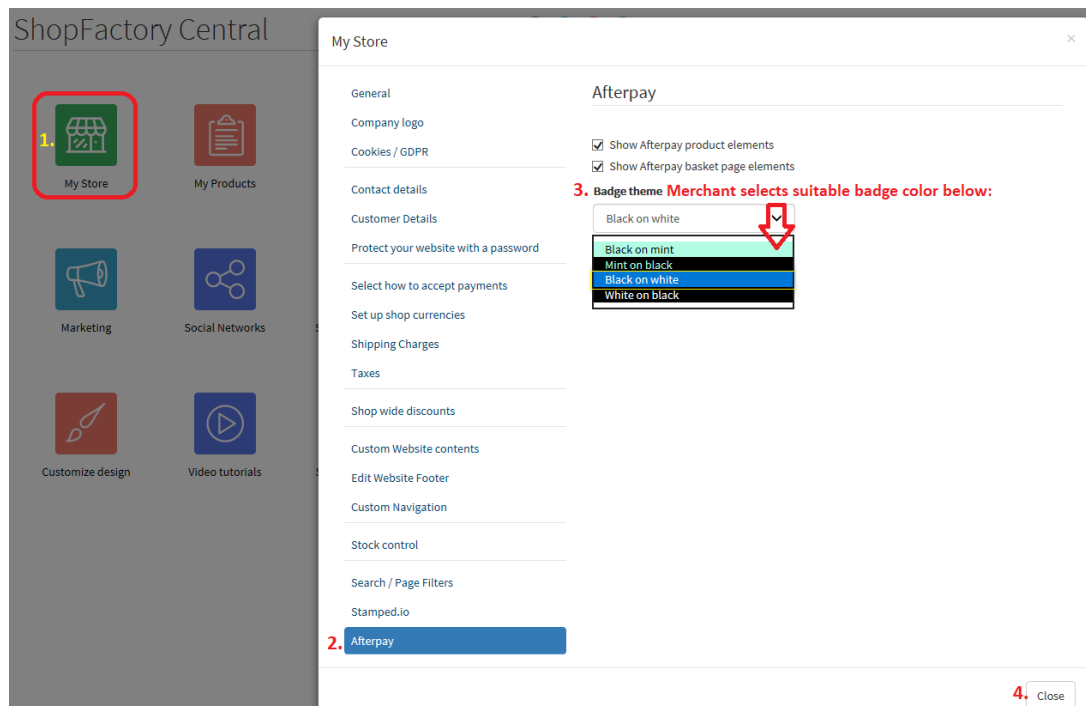 ShopFactory Central
1.
My Store
My Products
Marketing
Social Networks
Customize design
Video tutorials
My Store
×
General
Company logo
Cookies / GDPR
Contact details
Customer Details
Protect your website with a password
Select how to accept payments
Set up shop currencies
Shipping Charges
Taxes
Shop wide discounts
Custom Website contents
Edit Website Footer
Custom Navigation
Stock control
Search / Page Filters
Stamped.io
2. Afterpay
Afterpay
Show Afterpay product elements
Show Afterpay basket page elements
3. Badge theme Merchant selects suitable badge color below:
Black on white
Black on mint
Mint on black
Black on white
White on black
4. Close